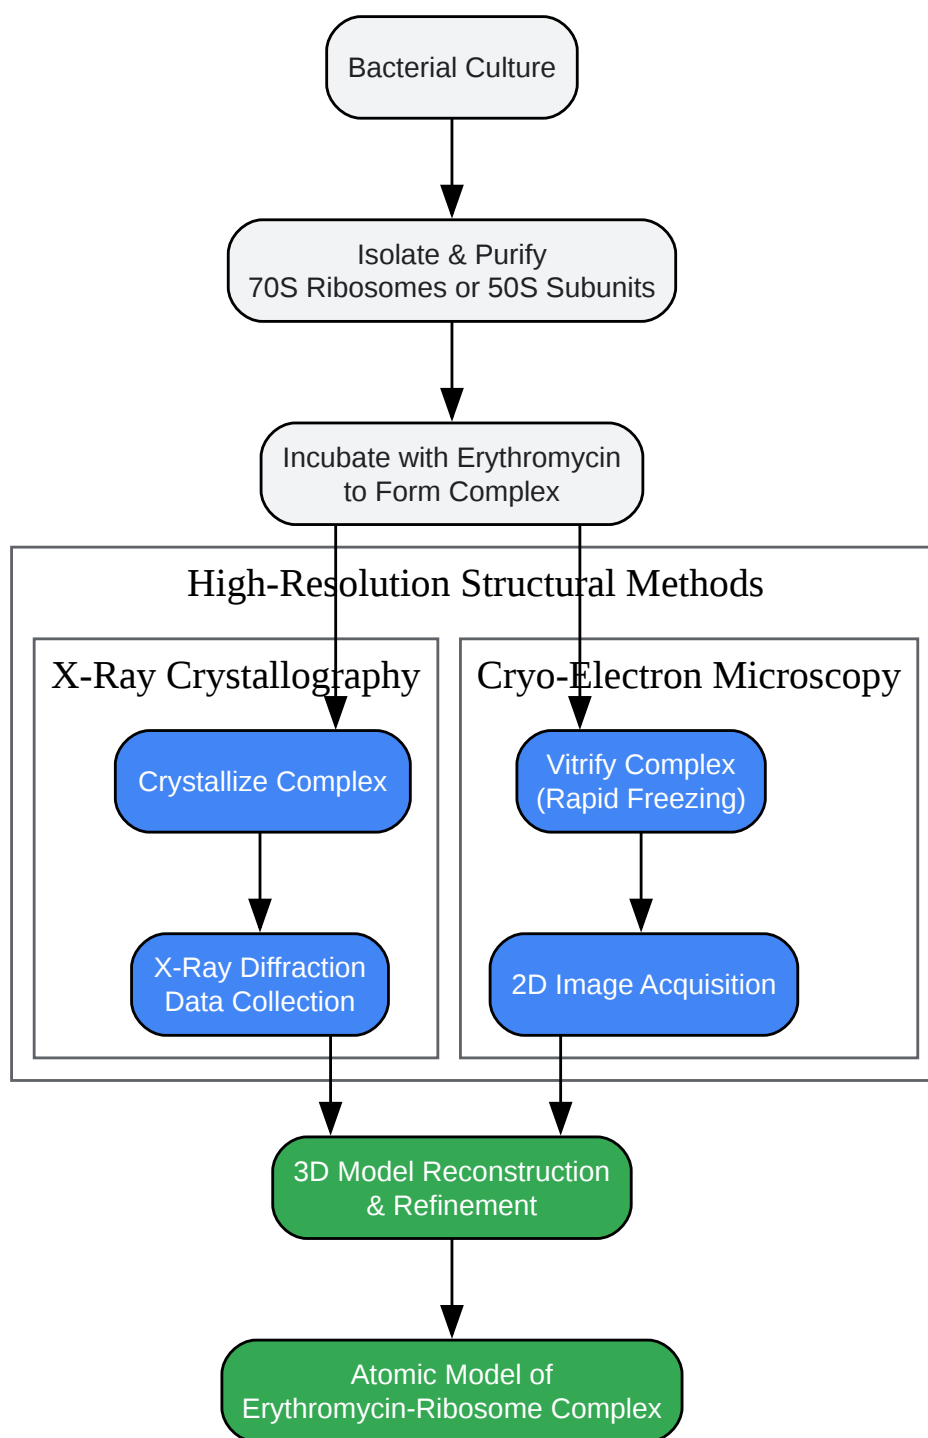 Bacterial Culture
Isolate & Purify
70S Ribosomes or 50S Subunits
Incubate with Erythromycin
to Form Complex
High-Resolution Structural Methods
X-Ray Crystallography
Crystallize Complex
X-Ray Diffraction
Data Collection
Cryo-Electron Microscopy
Vitrify Complex
(Rapid Freezing)
2D Image Acquisition
3D Model Reconstruction
& Refinement
Atomic Model of
Erythromycin-Ribosome Complex